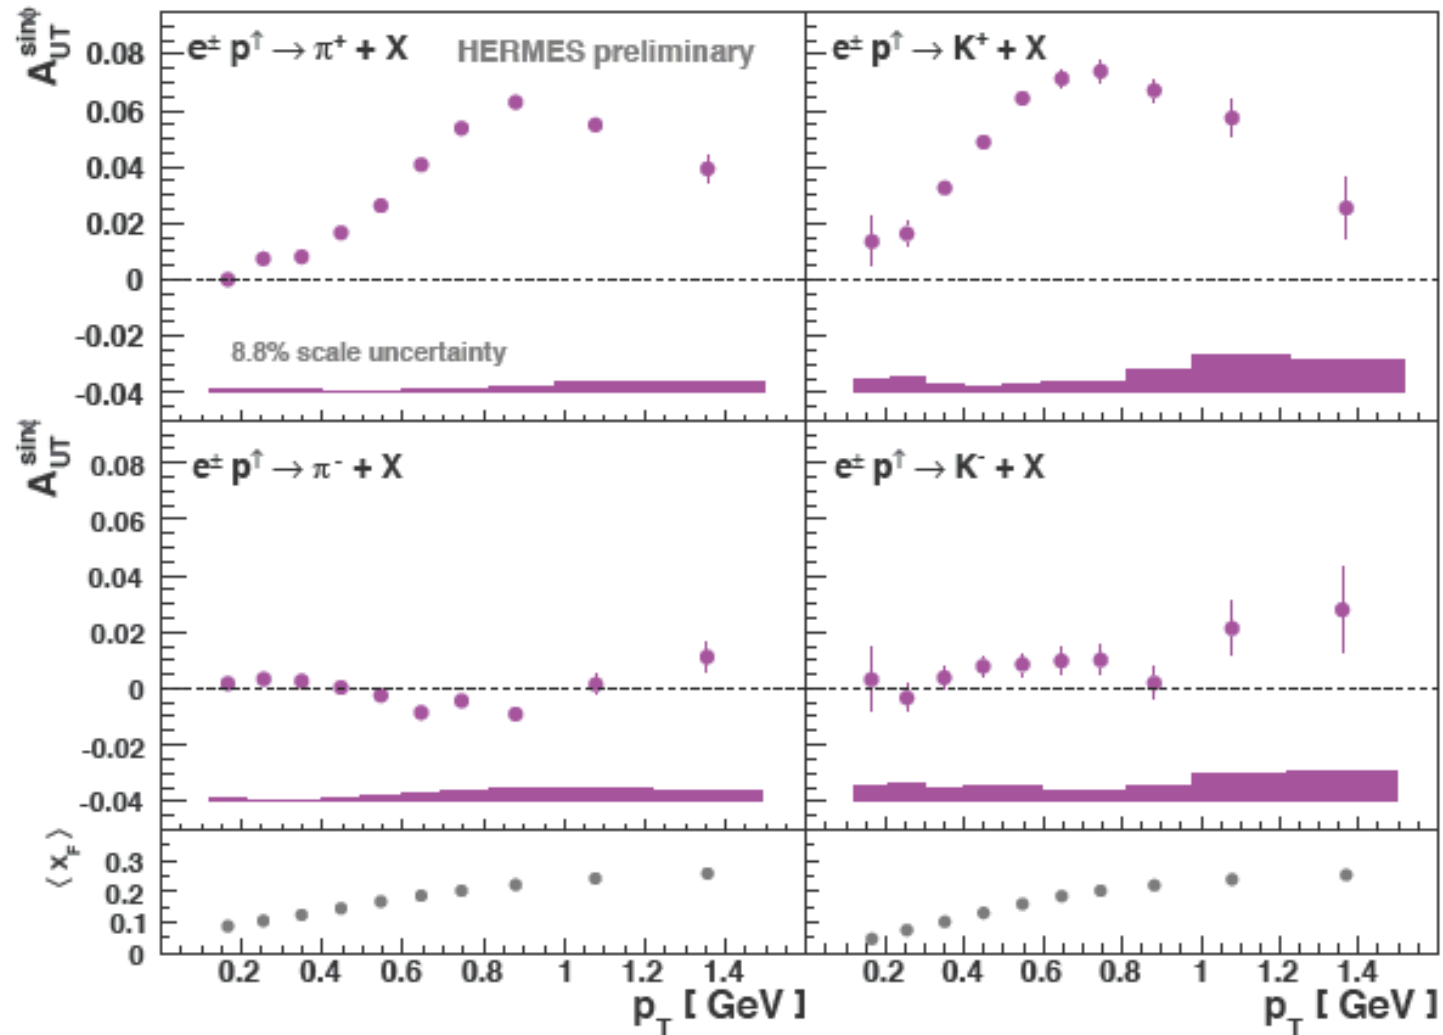 A_UT^sinϕ
e± p↑ → π+ + X
HERMES preliminary
e± p↑ → K+ + X
0.08
0.06
0.04
0.02
0
-0.02
-0.04
8.8% scale uncertainty
A_UT^sinϕ
e± p↑ → π- + X
e± p↑ → K- + X
0.08
0.06
0.04
0.02
0
-0.02
-0.04
⟨ x_F ⟩
0.3
0.2
0.1
0
0.2 0.4 0.6 0.8 1 1.2 1.4
0.2 0.4 0.6 0.8 1 1.2 1.4
p_T [ GeV ]
p_T [ GeV ]